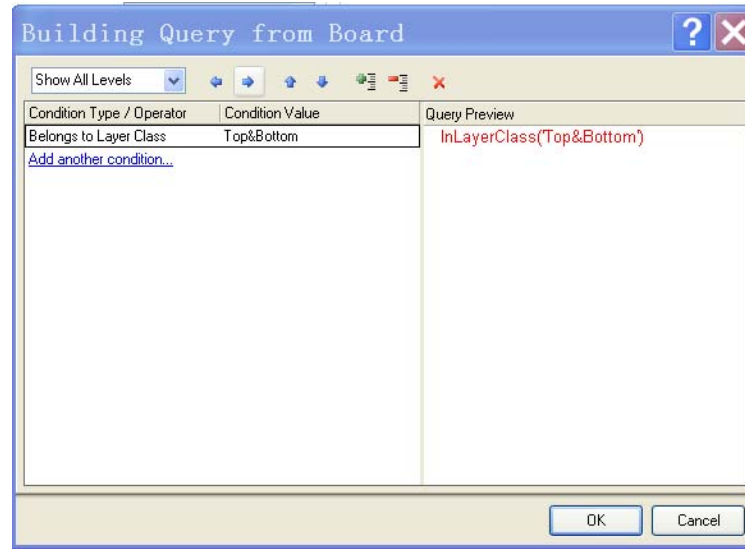 Building Query from Board
Show All Levels
Condition Type / Operator Condition Value Query Preview
Belongs to Layer Class Top&Bottom InLayerClass('Top&Bottom')
Add another condition...
OK Cancel